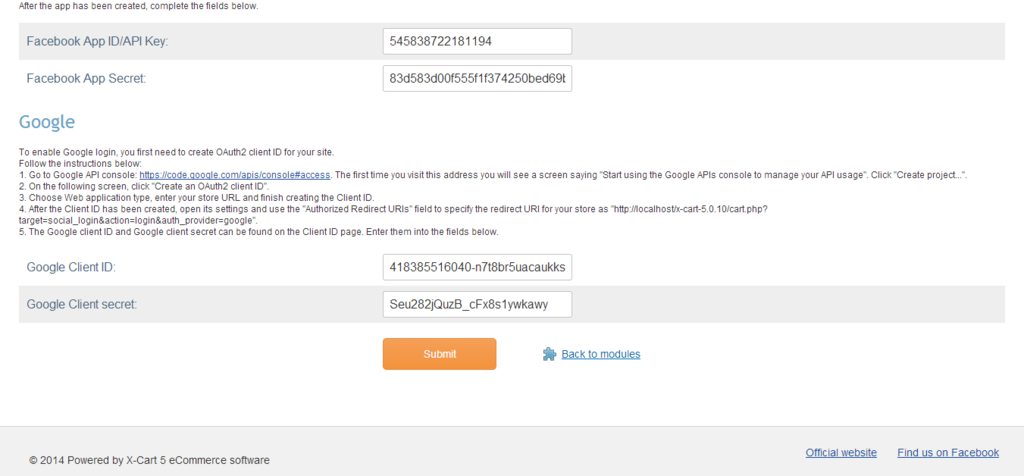 After the app has been created, complete the fields below.
Facebook App ID/API Key: 545838722181194
Facebook App Secret: 83d583d00f555f1f374250bed69b
Google
To enable Google login, you first need to create OAuth2 client ID for your site.
Follow the instructions below:
1. Go to Google API console: https://code.google.com/apis/console#access. The first time you visit this address you will see a screen saying "Start using the Google APIs console to manage your API usage". Click "Create project...".
2. On the following screen, click "Create an OAuth2 client ID".
3. Choose Web application type, enter your store URL and finish creating the Client ID.
4. After the Client ID has been created, open its settings and use the "Authorized Redirect URIs" field to specify the redirect URI for your store as "http://localhost/x-cart-5.0.10/cart.php?
target=social_login&action=login&auth_provider=google".
5. The Google client ID and Google client secret can be found on the Client ID page. Enter them into the fields below.
Google Client ID: 418385516040-n7t8br5uacaukks
Google Client secret: Seu282jQuzB_cFx8s1ywkawy
Submit Back to modules
© 2014 Powered by X-Cart 5 eCommerce software Official website Find us on Facebook